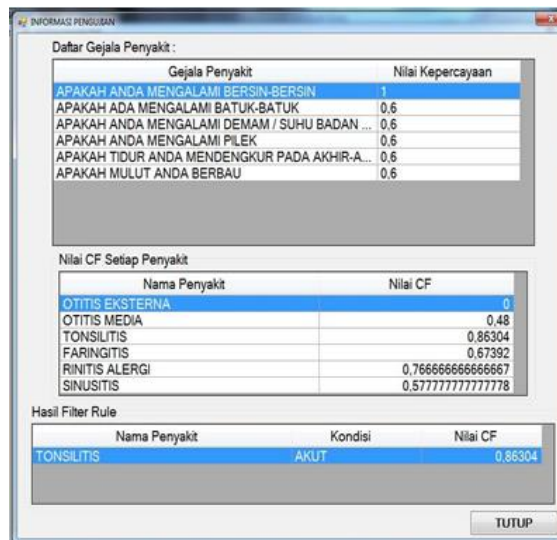 INFORMASI PENGUJIAN
Daftar Gejala Penyakit :
Gejala Penyakit Nilai Kepercayaan
APAKAH ANDA MENGALAMI BERSIN-BERSIN 1
APAKAH ADA MENGALAMI BATUK-BATUK 0,6
APAKAH ANDA MENGALAMI DEMAM / SUHU BADAN ... 0,6
APAKAH ANDA MENGALAMI PILEK 0,6
APAKAH TIDUR ANDA MENDENGKUR PADA AKHIR-A... 0,6
APAKAH MULUT ANDA BERBAU 0,6
Nilai CF Setiap Penyakit
Nama Penyakit Nilai CF
OTITIS EKSTERNA 0
OTITIS MEDIA 0,48
TONSILITIS 0,86304
FARINGITIS 0,67392
RINITIS ALERGI 0,766666666666667
SINUSITIS 0,577777777777778
Hasil Filter Rule
Nama Penyakit Kondisi Nilai CF
TONSILITIS AKUT 0,86304
TUTUP